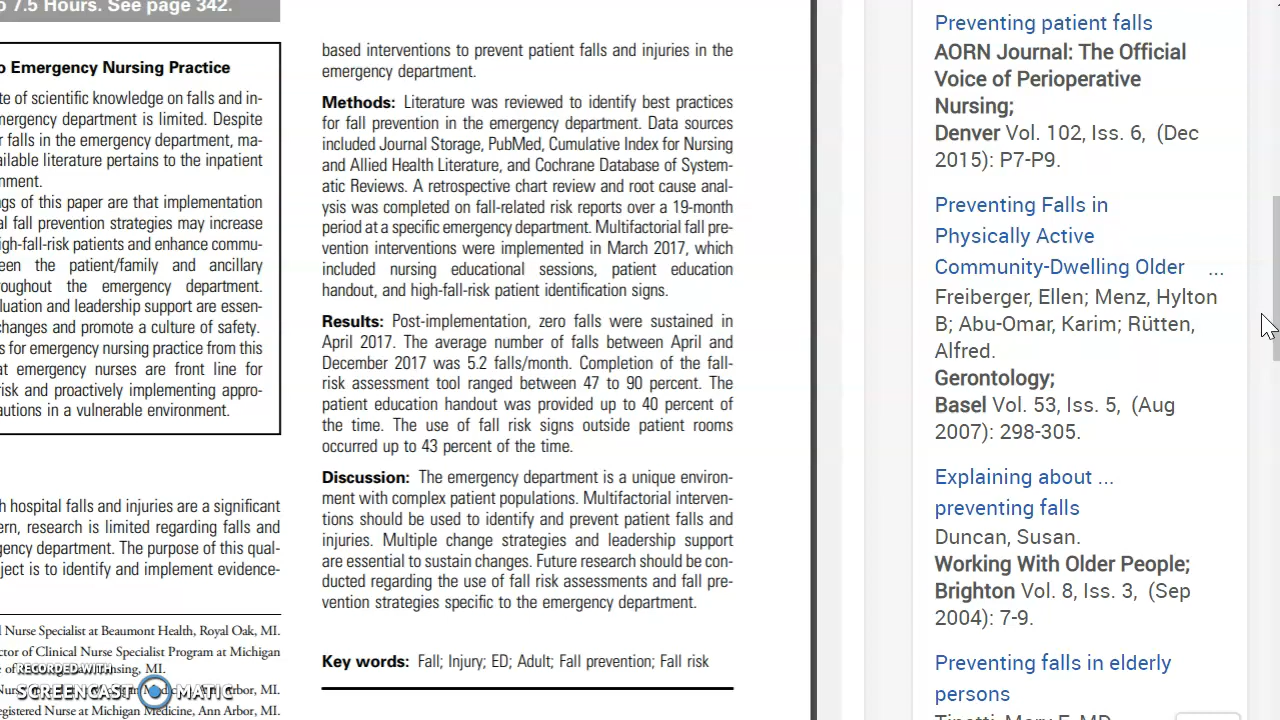 o 7.5 Hours. See page 342.
o Emergency Nursing Practice
te of scientific knowledge on falls and in-
mergency department is limited. Despite
r falls in the emergency department, ma-
ailable literature pertains to the inpatient
nment.
gs of this paper are that implementation
al fall prevention strategies may increase
igh-fall-risk patients and enhance commu-
een the patient/family and ancillary
roughout the emergency department.
luation and leadership support are essen-
changes and promote a culture of safety.
s for emergency nursing practice from this
at emergency nurses are front line for
risk and proactively implementing appro-
autions in a vulnerable environment.
h hospital falls and injuries are a significant
ern, research is limited regarding falls and
gency department. The purpose of this qual-
ject is to identify and implement evidence-
l Nurse Specialist at Beaumont Health, Royal Oak, MI.
ctor of Clinical Nurse Specialist Program at Michigan
MI.
Arbor, MI.
egistered Nurse at Michigan Medicine, Ann Arbor, MI.
RECORDED WITH
SCREENCAST MATIC
based interventions to prevent patient falls and injuries in the
emergency department.
Methods: Literature was reviewed to identify best practices
for fall prevention in the emergency department. Data sources
included Journal Storage, PubMed, Cumulative Index for Nursing
and Allied Health Literature, and Cochrane Database of System-
atic Reviews. A retrospective chart review and root cause anal-
ysis was completed on fall-related risk reports over a 19-month
period at a specific emergency department. Multifactorial fall pre-
vention interventions were implemented in March 2017, which
included nursing educational sessions, patient education
handout, and high-fall-risk patient identification signs.
Results: Post-implementation, zero falls were sustained in
April 2017. The average number of falls between April and
December 2017 was 5.2 falls/month. Completion of the fall-
risk assessment tool ranged between 47 to 90 percent. The
patient education handout was provided up to 40 percent of
the time. The use of fall risk signs outside patient rooms
occurred up to 43 percent of the time.
Discussion: The emergency department is a unique environ-
ment with complex patient populations. Multifactorial interven-
tions should be used to identify and prevent patient falls and
injuries. Multiple change strategies and leadership support
are essential to sustain changes. Future research should be con-
ducted regarding the use of fall risk assessments and fall pre-
vention strategies specific to the emergency department.
Key words: Fall; Injury; ED; Adult; Fall prevention; Fall risk
Preventing patient falls
AORN Journal: The Official
Voice of Perioperative
Nursing;
Denver Vol. 102, Iss. 6, (Dec
2015): P7-P9.
Preventing Falls in
Physically Active
Community-Dwelling Older ...
Freiberger, Ellen; Menz, Hylton
B; Abu-Omar, Karim; Rütten,
Alfred.
Gerontology;
Basel Vol. 53, Iss. 5, (Aug
2007): 298-305.
Explaining about ...
preventing falls
Duncan, Susan.
Working With Older People;
Brighton Vol. 8, Iss. 3, (Sep
2004): 7-9.
Preventing falls in elderly
persons